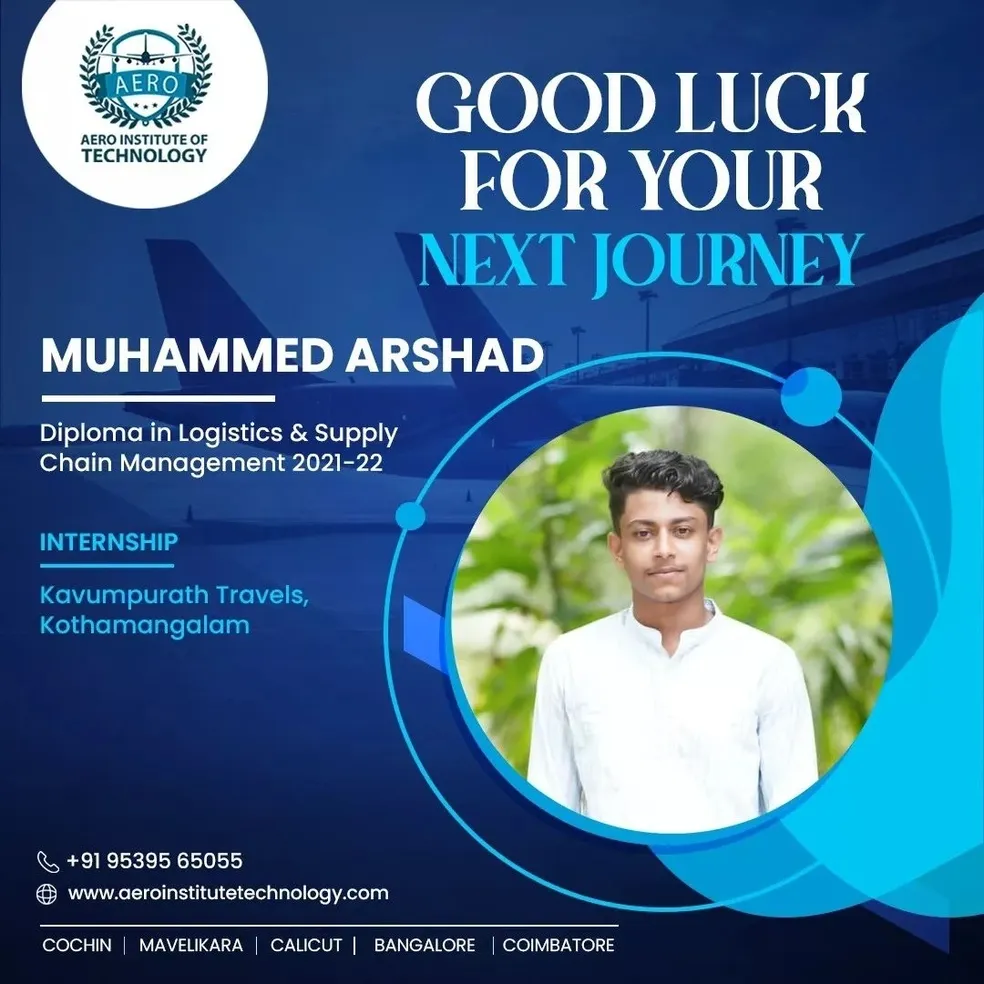 AERO
AERO INSTITUTE OF
TECHNOLOGY
GOOD LUCK
FOR YOUR
NEXT JOURNEY
MUHAMMED ARSHAD
Diploma in Logistics & Supply
Chain Management 2021-22
INTERNSHIP
Kavumpurath Travels,
Kothamangalam
+91 95395 65055
www.aeroinstitutetechnology.com
COCHIN | MAVELIKARA | CALICUT | BANGALORE | COIMBATORE